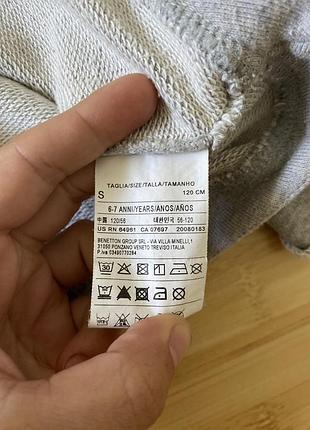 TAGLIA/SIZE/TALLA/TAMANHO
S 120 CM
6-7 ANNI/YEARS/ANOS/AÑOS
中国 120/56 대한민국 56-120
US RN 64961 CA 07697 20080183
BENETTON GROUP SRL - VIA VILLA MINELLI,1
31050 PONZANO VENETO TREVISO ITALIA
P.iva 03490770264